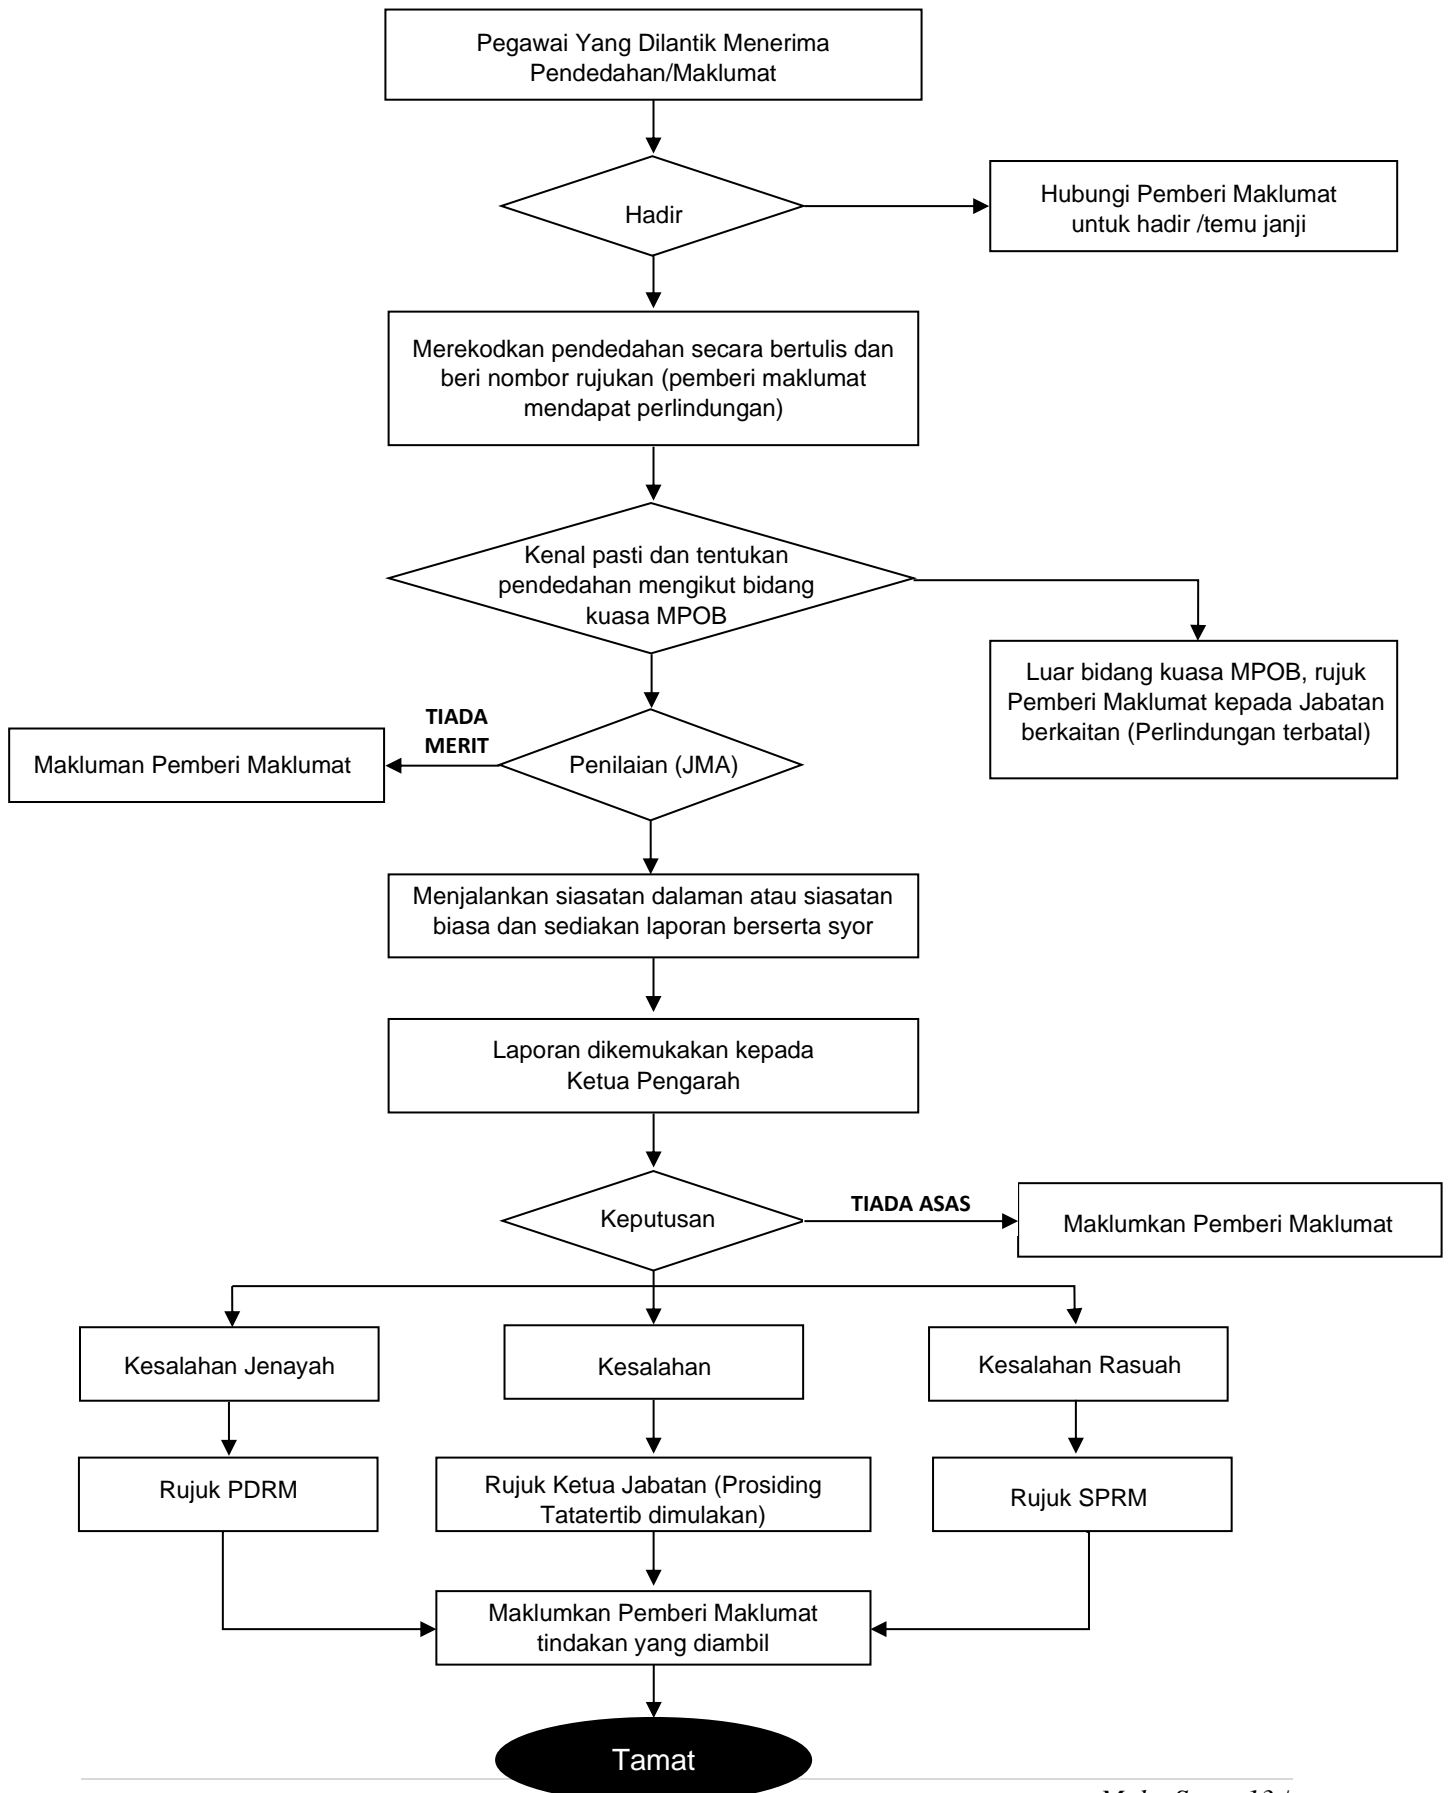 Pegawai Yang Dilantik Menerima
Pendedahan/Maklumat
Hadir
Hubungi Pemberi Maklumat
untuk hadir /temu janji
Merekodkan pendedahan secara bertulis dan
beri nombor rujukan (pemberi maklumat
mendapat perlindungan)
Kenal pasti dan tentukan
pendedahan mengikut bidang
kuasa MPOB
Luar bidang kuasa MPOB, rujuk
Pemberi Maklumat kepada Jabatan
berkaitan (Perlindungan terbatal)
TIADA
MERIT
Makluman Pemberi Maklumat
Penilaian (JMA)
Menjalankan siasatan dalaman atau siasatan
biasa dan sediakan laporan berserta syor
Laporan dikemukakan kepada
Ketua Pengarah
Keputusan
TIADA ASAS
Maklumkan Pemberi Maklumat
Kesalahan Jenayah
Kesalahan
Kesalahan Rasuah
Rujuk PDRM
Rujuk Ketua Jabatan (Prosiding
Tatatertib dimulakan)
Rujuk SPRM
Maklumkan Pemberi Maklumat
tindakan yang diambil
Tamat